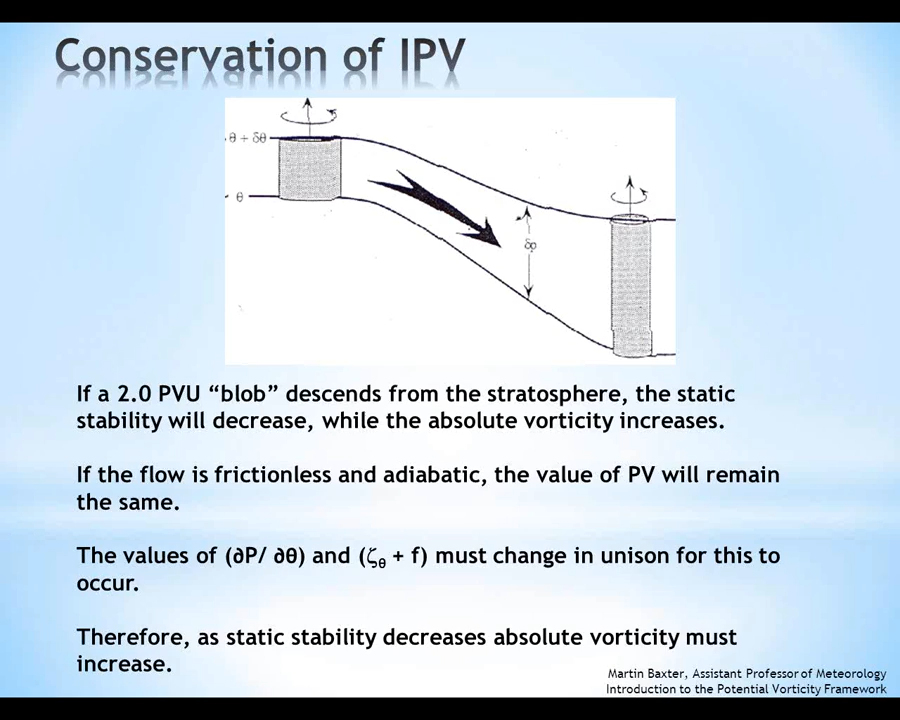 Conservation of IPV
θ + δθ
θ
δp
If a 2.0 PVU “blob” descends from the stratosphere, the static
stability will decrease, while the absolute vorticity increases.
If the flow is frictionless and adiabatic, the value of PV will remain
the same.
The values of (∂P/ ∂θ) and (ζθ + f) must change in unison for this to
occur.
Therefore, as static stability decreases absolute vorticity must
increase.
Martin Baxter, Assistant Professor of Meteorology
Introduction to the Potential Vorticity Framework